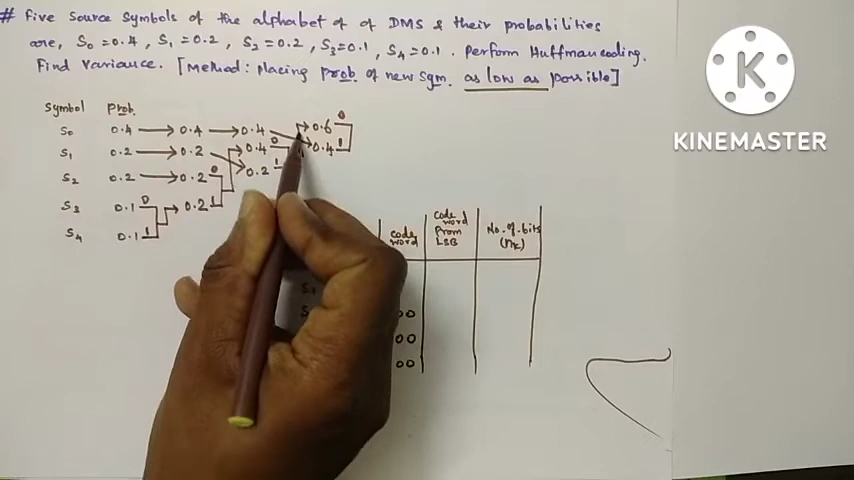 # Five Source Symbols of the alphabet of of DMS & their probabilities
are, S0 = 0.4, S1 = 0.2, S2 = 0.2, S3 = 0.1, S4 = 0.1. Perform Huffman coding.
Find Variance. [Method: placing prob of new sym as low as possible]
Symbol Prob
S0 0.4 0.4 0.4 0.6 0
S1 0.2 0.2 0.4 0 0.4 1
S2 0.2 0.2 0 0.2 1
S3 0.1 0 0.2 1
S4 0.1 1
code word code word From LSB No. of. bits (nk)
S1
S 00
00
00
K
KINEMASTER